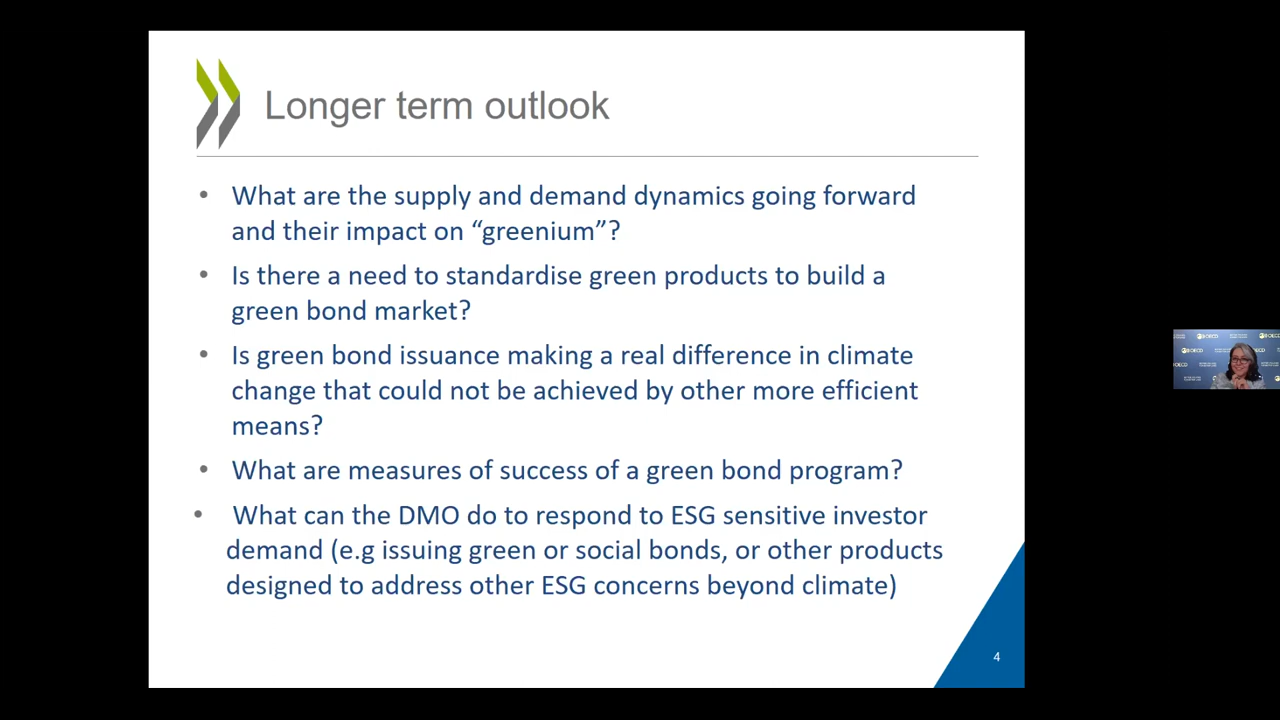 Longer term outlook
• What are the supply and demand dynamics going forward
and their impact on “greenium”?
• Is there a need to standardise green products to build a
green bond market?
• Is green bond issuance making a real difference in climate
change that could not be achieved by other more efficient
means?
• What are measures of success of a green bond program?
• What can the DMO do to respond to ESG sensitive investor
demand (e.g issuing green or social bonds, or other products
designed to address other ESG concerns beyond climate)
4
OECD
OECD